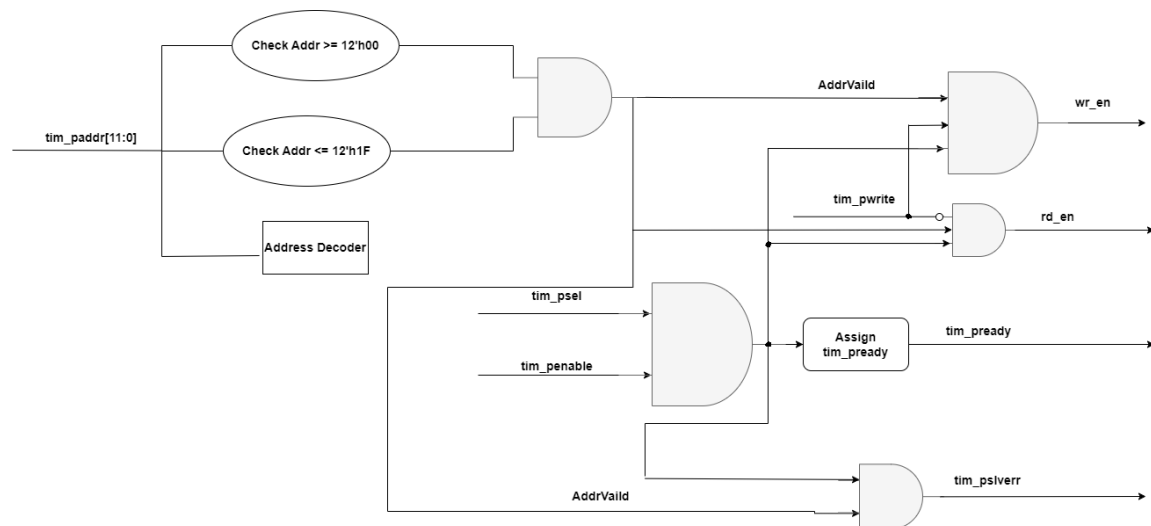 Check Addr >= 12'h00
AddrVaild
wr_en
tim_paddr[11:0]
Check Addr <= 12'h1F
tim_pwrite
rd_en
Address Decoder
tim_psel
Assign
tim_pready
tim_pready
tim_penable
AddrVaild
tim_pslverr